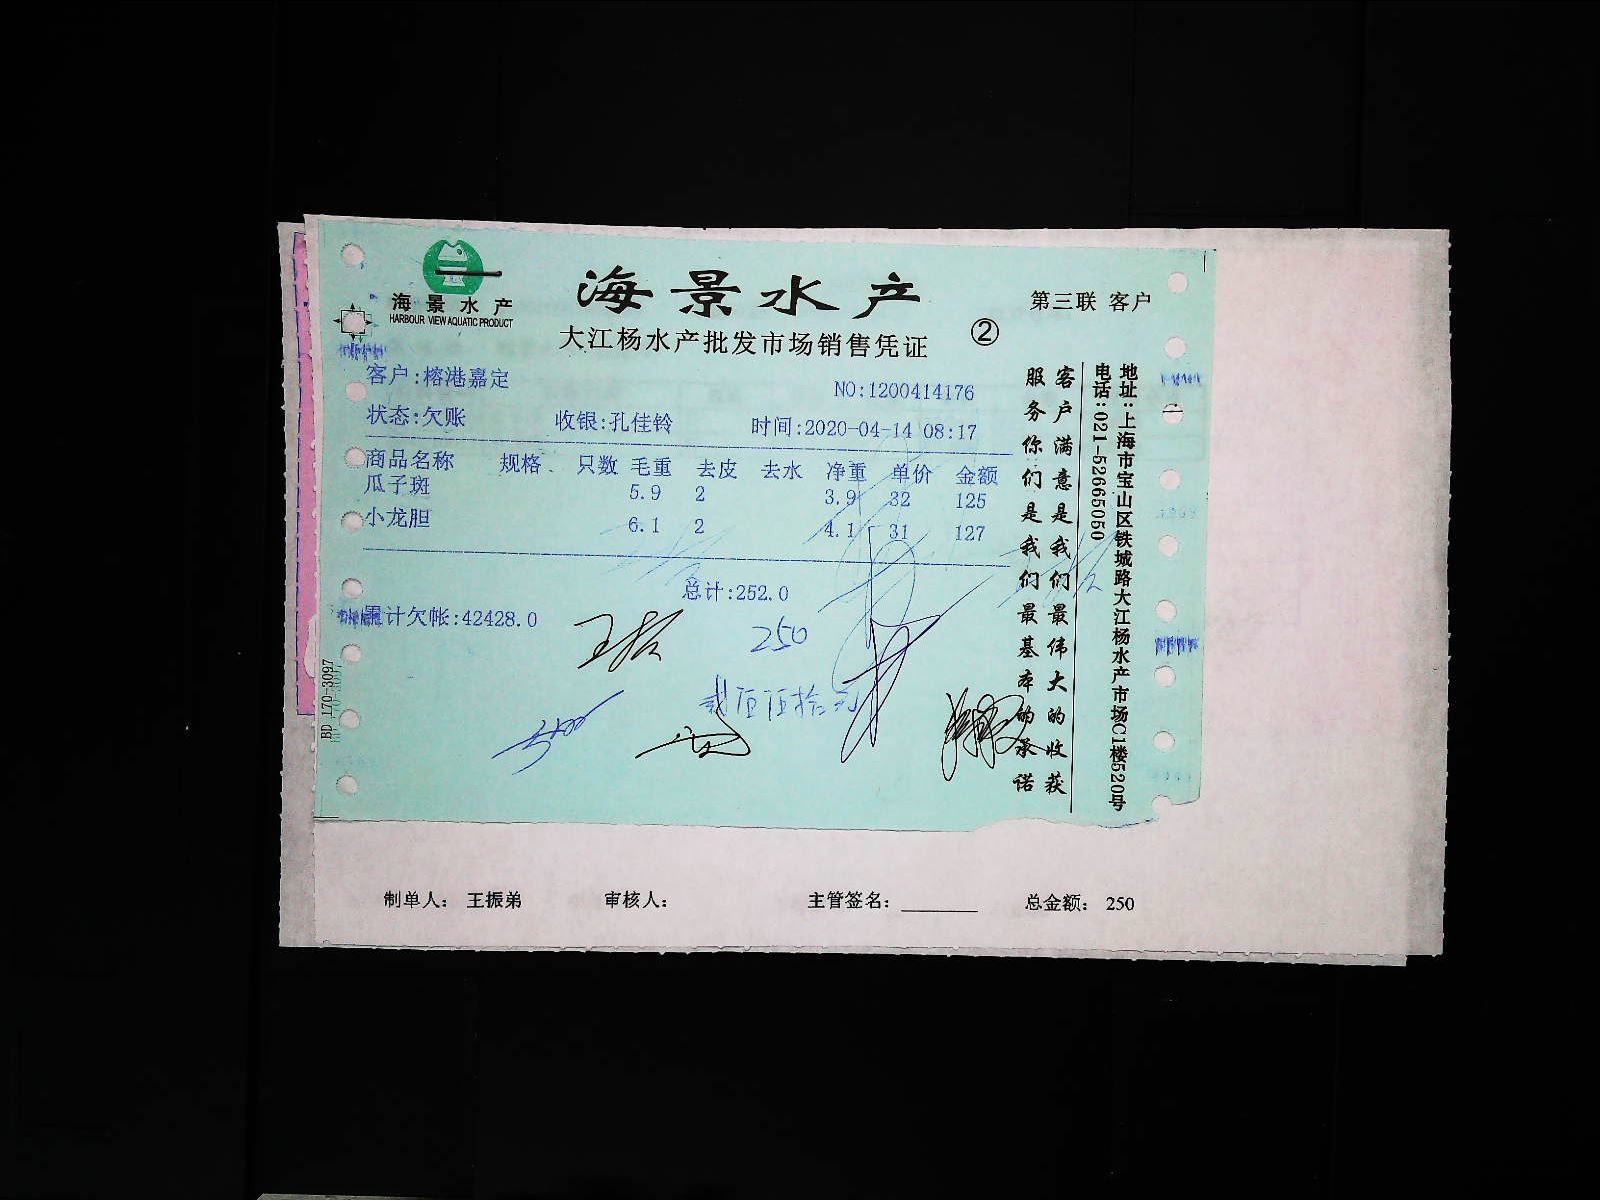 海景水产
HARBOUR VIEW AQUATIC PRODUCT
海景水产
大江杨水产批发市场销售凭证
②
第三联 客户
客户:榕港嘉定
NO:1200414176
状态:欠账 收银:孔佳铃 时间:2020-04-14 08:17
商品名称 规格 只数 毛重 去皮 去水 净重 单价 金额
瓜子斑 5.9 2 3.9 32 125
小龙胆 6.1 2 4.1 31 127
总计:252.0
累计欠帐:42428.0
250
贰佰伍拾
客户满意是我们最伟大的收获
服务你们是我们最基本的承诺
地址:上海市宝山区铁城路大江杨水产市场C1楼520号
电话:021-52665050
BD 170-3097
制单人: 王振弟 审核人: 主管签名: 总金额: 250